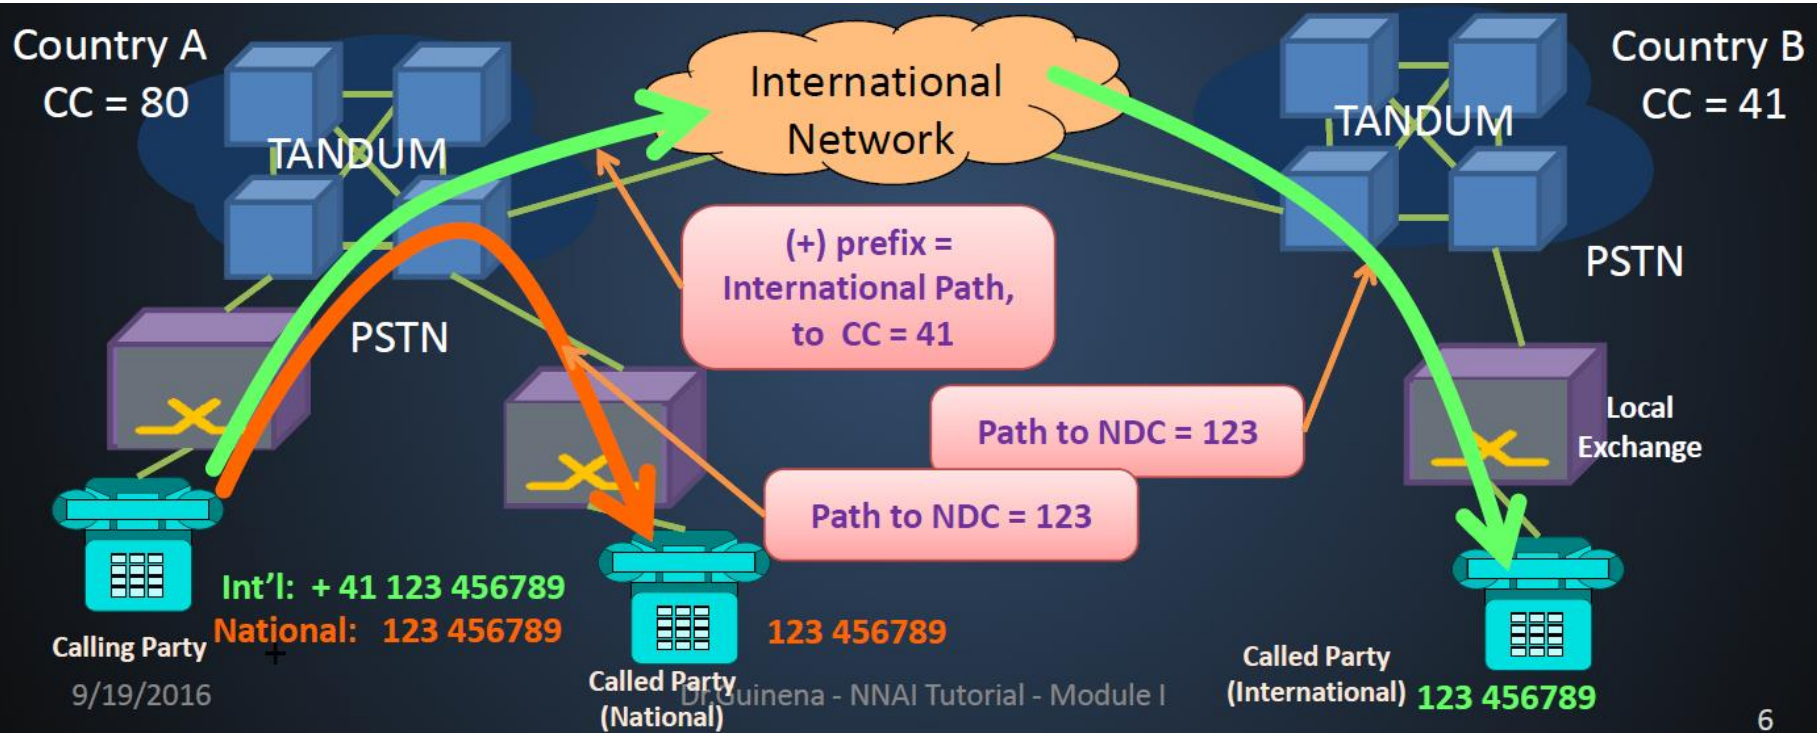 Country A
CC = 80
TANDUM
PSTN
International
Network
Country B
CC = 41
TANDUM
PSTN
(+) prefix =
International Path,
to CC = 41
Path to NDC = 123
Path to NDC = 123
Local
Exchange
Int'l: + 41 123 456789
National: 123 456789
+
Calling Party
123 456789
Called Party
(National)
Called Party
(International)
123 456789
9/19/2016
Dr.Guinena - NNAI Tutorial - Module I
6